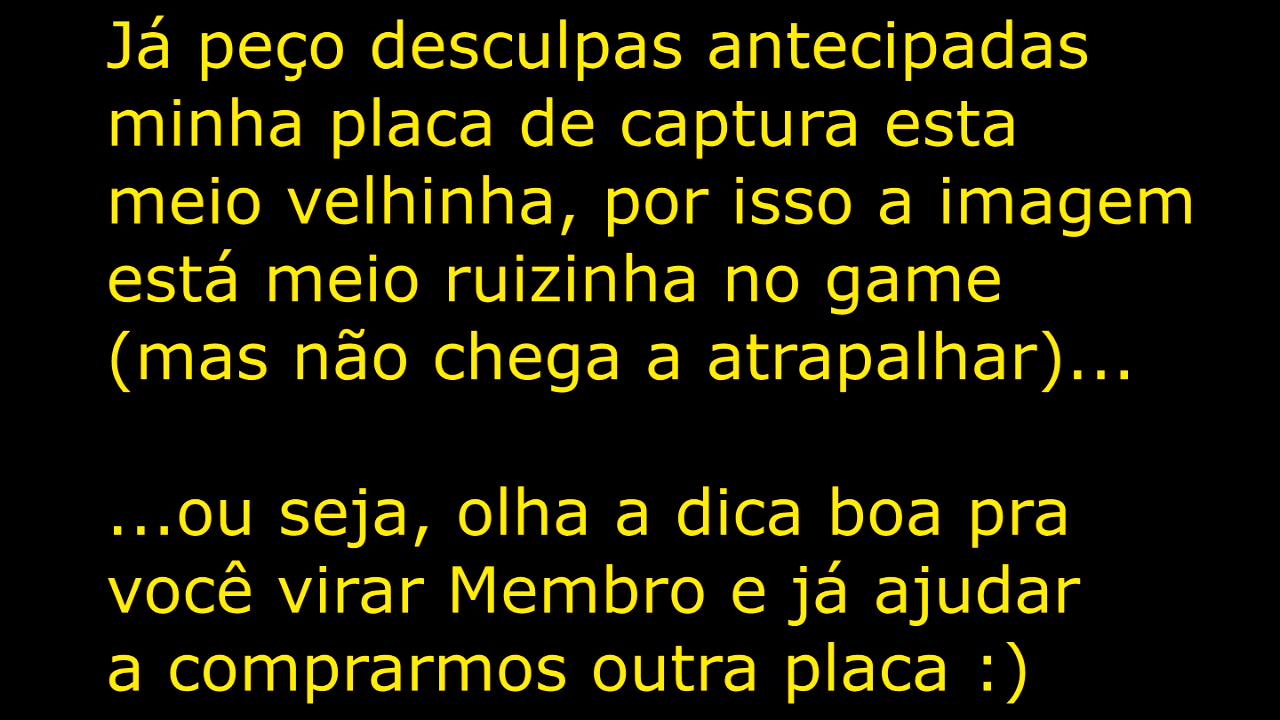 Já peço desculpas antecipadas
minha placa de captura esta
meio velhinha, por isso a imagem
está meio ruizinha no game
(mas não chega a atrapalhar)...
...ou seja, olha a dica boa pra
você virar Membro e já ajudar
a comprarmos outra placa :)